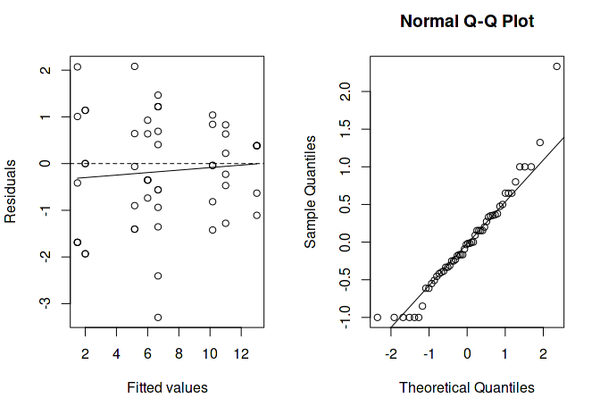 Normal Q-Q Plot
Residuals
2
1
0
-1
-2
-3
2 4 6 8 10 12
Fitted values
Sample Quantiles
2.0
1.5
1.0
0.5
0.0
-0.5
-1.0
-2 -1 0 1 2
Theoretical Quantiles